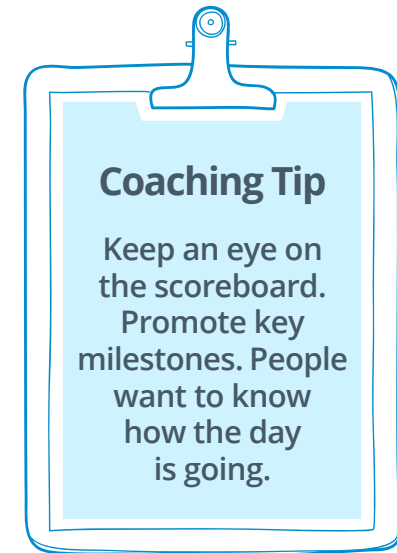 Coaching Tip
Keep an eye on
the scoreboard.
Promote key
milestones. People
want to know
how the day
is going.